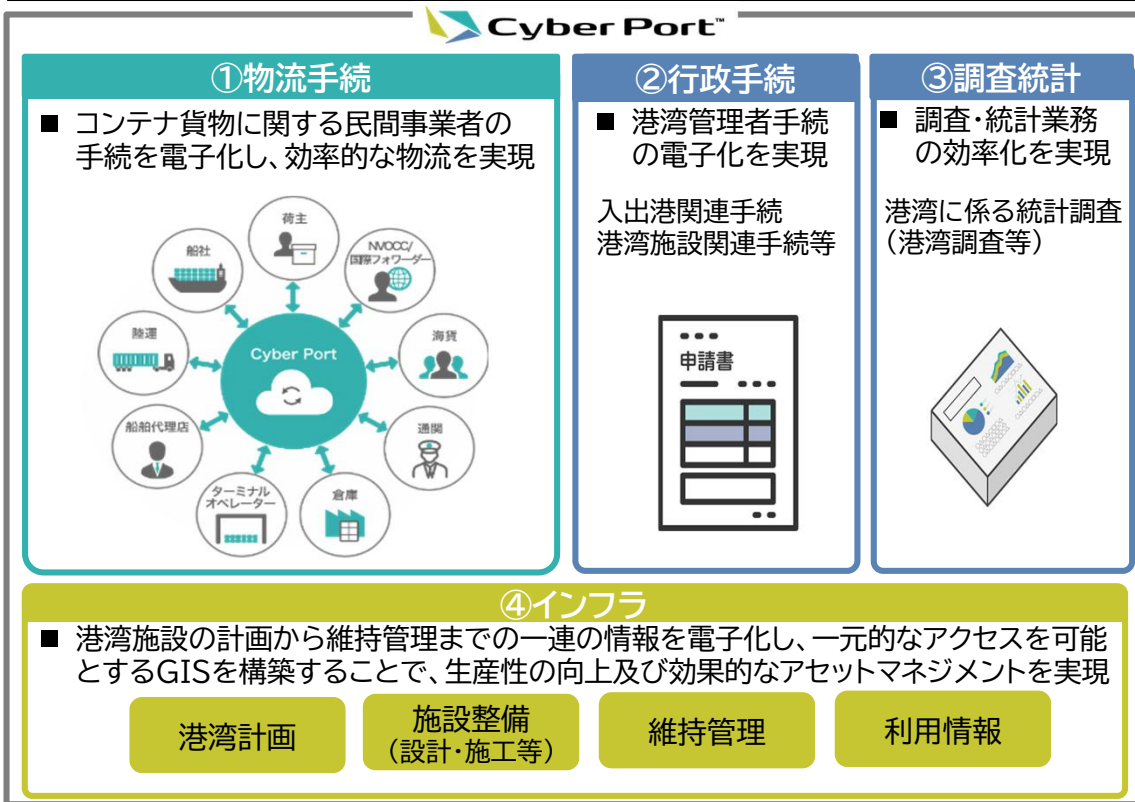 Cyber Port™
①物流手続
■ コンテナ貨物に関する民間事業者の
手続を電子化し、効率的な物流を実現
荷主
船社
NVOCC/
国際フォワーダー
陸運
Cyber Port
海貨
船舶代理店
通関
ターミナル
オペレーター
倉庫
②行政手続
■ 港湾管理者手続
の電子化を実現
入出港関連手続
港湾施設関連手続等
申請書
③調査統計
■ 調査・統計業務
の効率化を実現
港湾に係る統計調査
（港湾調査等）
④インフラ
■ 港湾施設の計画から維持管理までの一連の情報を電子化し、一元的なアクセスを可能
とするGISを構築することで、生産性の向上及び効果的なアセットマネジメントを実現
港湾計画
施設整備
（設計・施工等）
維持管理
利用情報